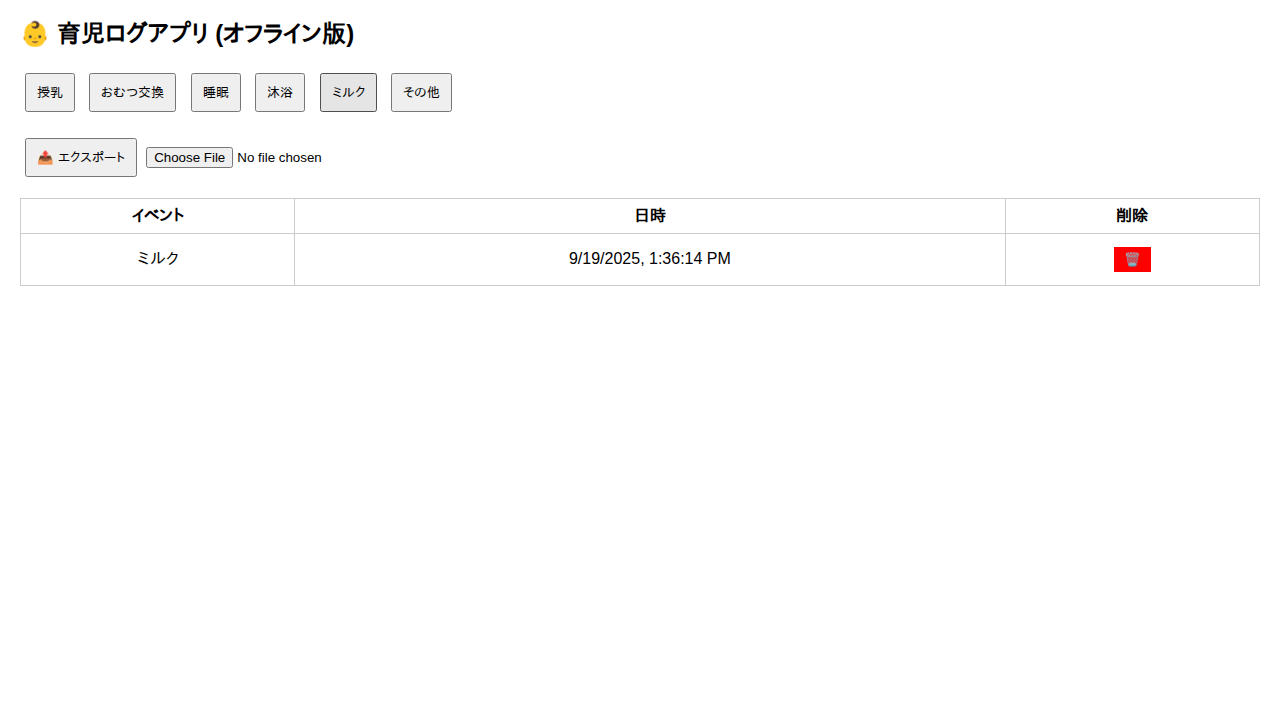 👶 育児ログアプリ (オフライン版)
授乳 おむつ交換 睡眠 沐浴 ミルク その他
📤 エクスポート Choose File No file chosen
イベント 日時 削除
ミルク 9/19/2025, 1:36:14 PM 🗑️